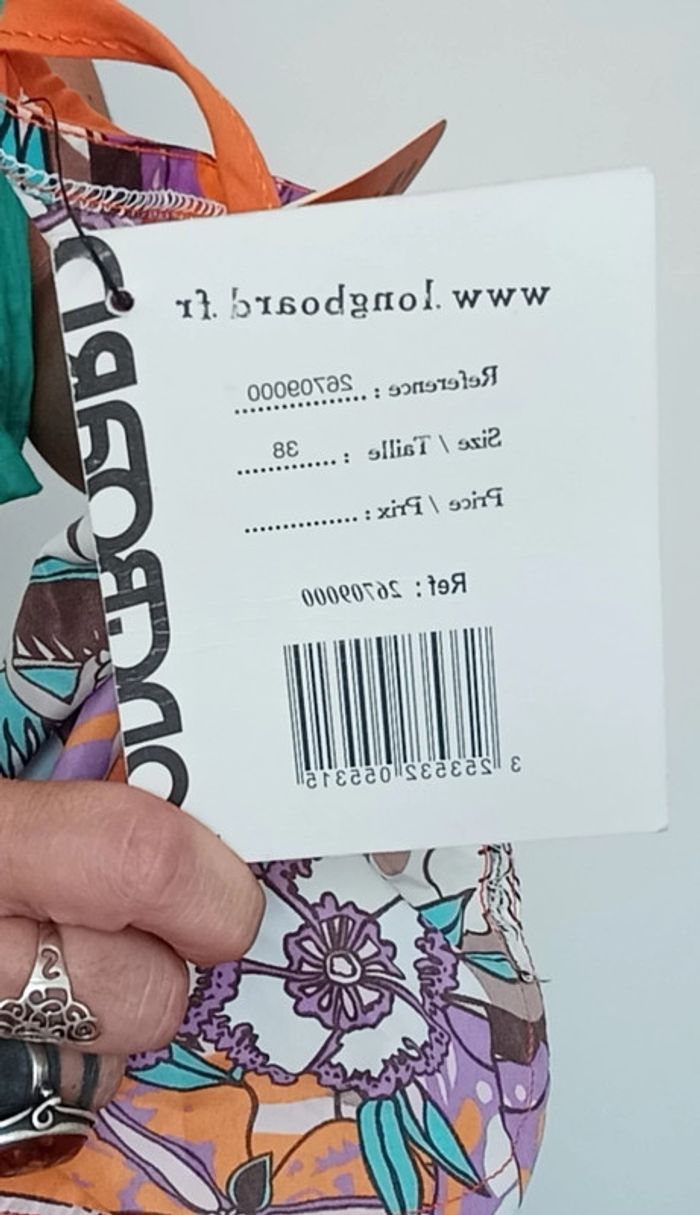 www.longboard.fr
Reference : 26709000
Size / Taille : 38
Price / Prix :
Ref : 26709000
3 253532 055315